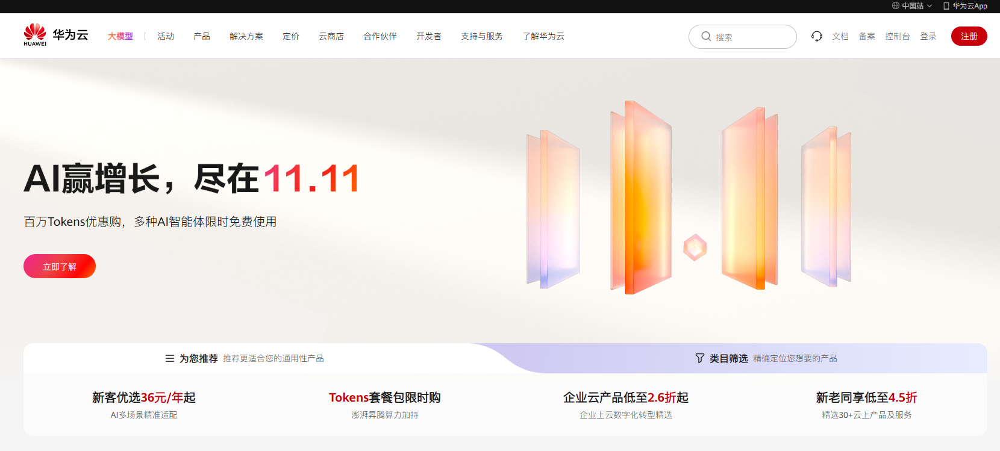 中国站 华为云App
HUAWEI 华为云 大模型 活动 产品 解决方案 定价 云商店 合作伙伴 开发者 支持与服务 了解华为云 搜索 文档 备案 控制台 登录 注册
AI赢增长，尽在11.11
百万Tokens优惠购，多种AI智能体限时免费使用
立即了解
为您推荐 推荐更适合您的通用性产品 类目筛选 精确定位您想要的产品
新客优选36元/年起 Tokens套餐包限时购 企业云产品低至2.6折起 新老同享低至4.5折
AI多场景精准适配 澎湃昇腾算力加持 企业上云数字化转型精选 精选30+云上产品及服务